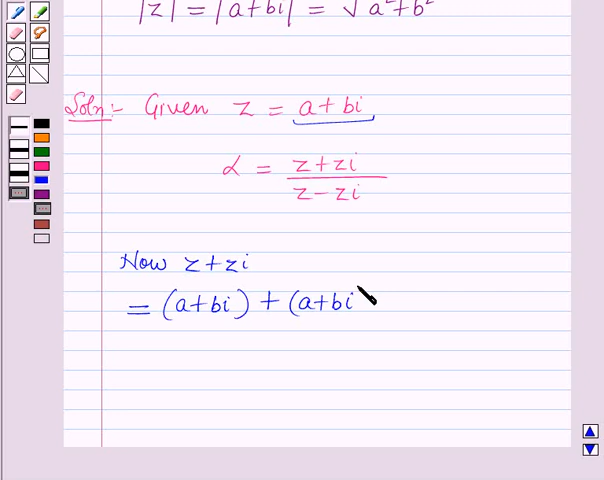 |z| = |a+bi| = √a²+b²
Soln:- Given z = a+bi
α = z+zi / z-zi
Now z+zi
= (a+bi) + (a+bi